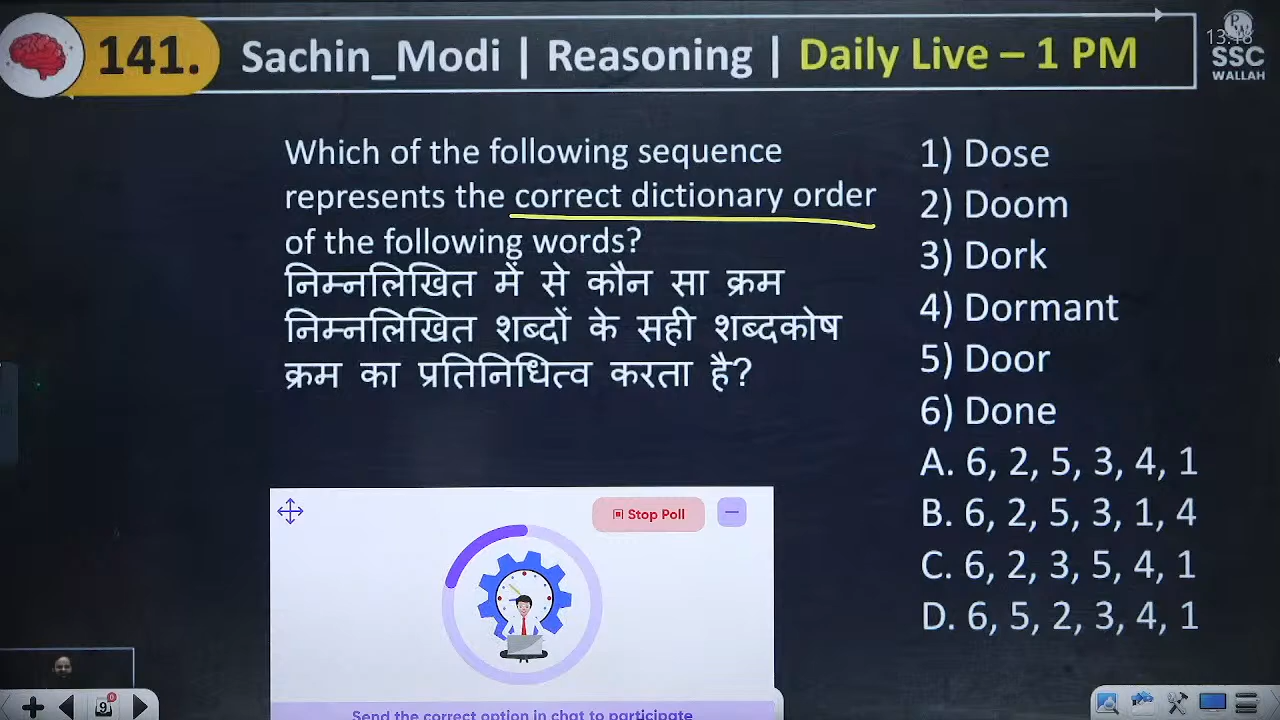 141.
Sachin_Modi | Reasoning | Daily Live – 1 PM
13:48
SSC
WALLAH
Which of the following sequence
represents the correct dictionary order
of the following words?
निम्नलिखित में से कौन सा क्रम
निम्नलिखित शब्दों के सही शब्दकोष
क्रम का प्रतिनिधित्व करता है?
1) Dose
2) Doom
3) Dork
4) Dormant
5) Door
6) Done
A. 6, 2, 5, 3, 4, 1
B. 6, 2, 5, 3, 1, 4
C. 6, 2, 3, 5, 4, 1
D. 6, 5, 2, 3, 4, 1
Stop Poll
Send the correct option in chat to participate